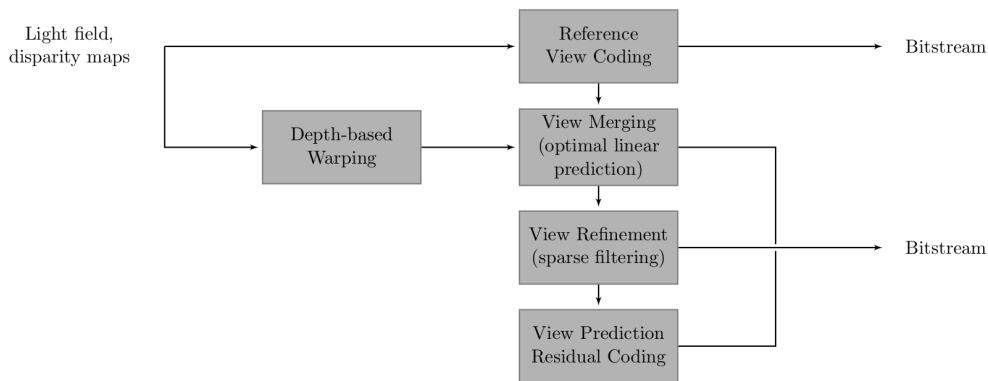 Light field,
disparity maps
Reference
View Coding
Bitstream
Depth-based
Warping
View Merging
(optimal linear
prediction)
View Refinement
(sparse filtering)
Bitstream
View Prediction
Residual Coding